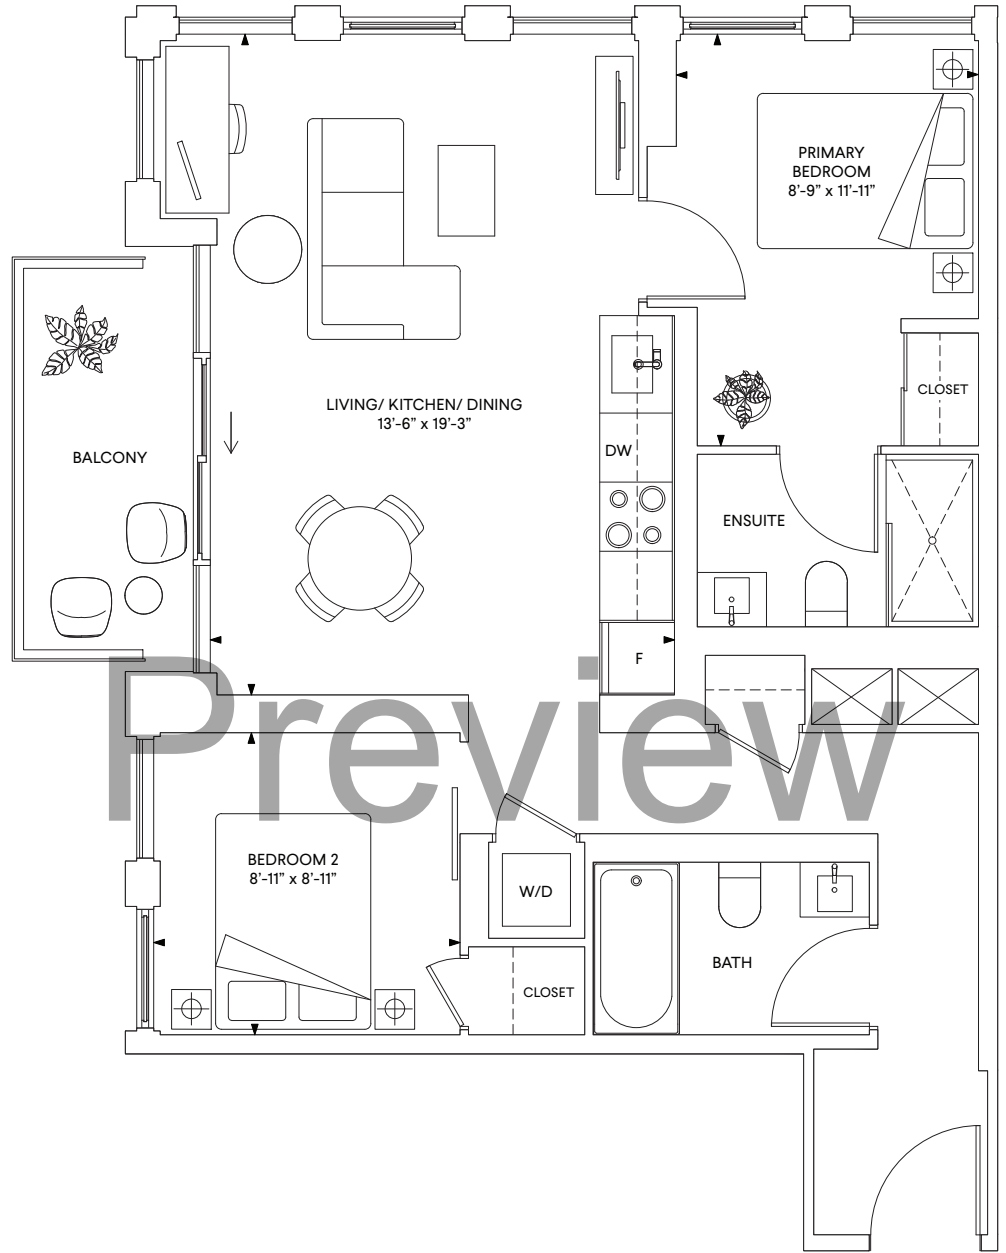 PRIMARY
BEDROOM
8’-9” x 11’-11”
CLOSET
LIVING/ KITCHEN/ DINING
13’-6” x 19’-3”
DW
BALCONY
ENSUITE
F
Preview
BEDROOM 2
8’-11” x 8’-11”
W/D
BATH
CLOSET